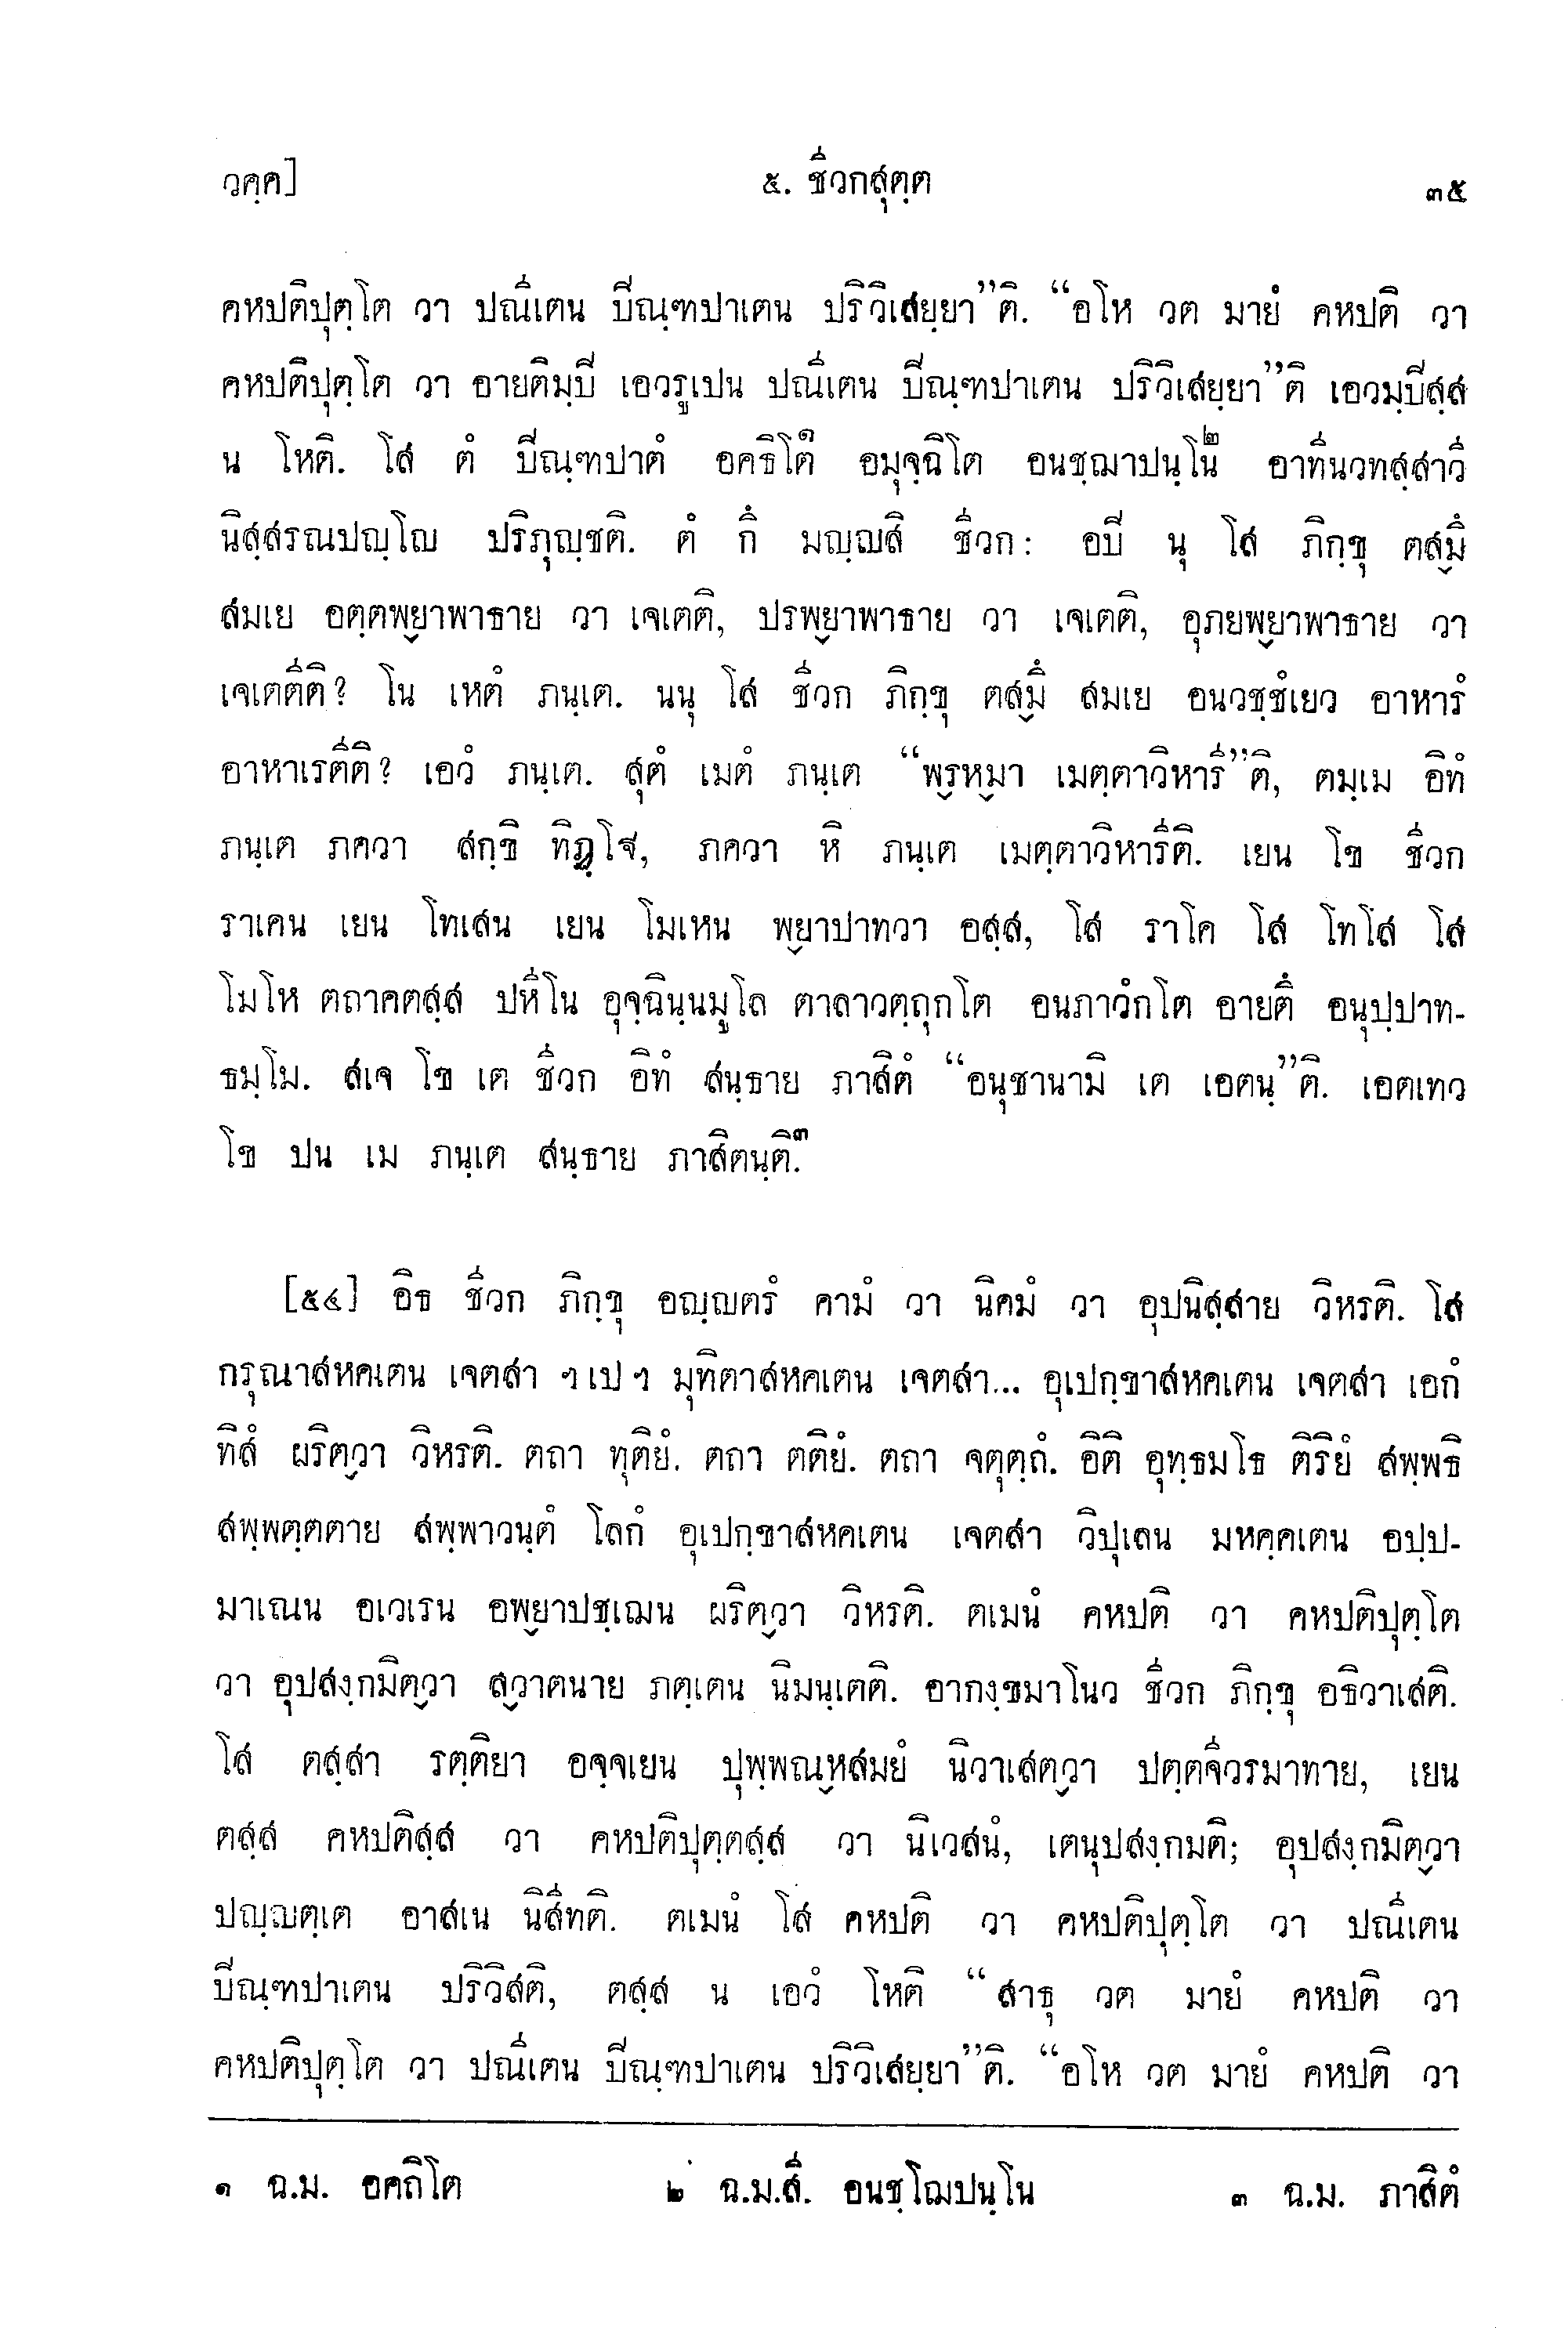 วคฺค]
๕. ชีวกสุตฺต
๓๕
คหปติปุตฺโต วา ปณีเตน ปิณฺฑปาเตน ปริวิเสยฺยา”ติ. “อโห วต มายํ คหปติ วา
คหปติปุตฺโต วา อายติมฺปิ เอวรูเปน ปณีเตน ปิณฺฑปาเตน ปริวิเสยฺยา”ติ เอวมฺปิสฺส
น โหติ. โส ตํ ปิณฺฑปาตํ อคธิโต๑ อมุจฺฉิโต อนชฺฌาปนฺโน๒ อาทีนวทสฺสาวี
นิสฺสรณปญฺโญ ปริภุญฺชติ. ตํ กึ มญฺญสิ ชีวก: อปิ นุ โส ภิกฺขุ ตสฺมึ
สมเย อตฺตพฺยาพาธาย วา เจเตติ, ปรพฺยาพาธาย วา เจเตติ, อุภยพฺยาพาธาย วา
เจเตตีติ? โน เหตํ ภนฺเต. นนุ โส ชีวก ภิกฺขุ ตสฺมึ สมเย อนวชฺชํเยว อาหารํ
อาหาเรตีติ? เอวํ ภนฺเต. สุตํ เมตํ ภนฺเต “พฺรหฺมา เมตฺตาวิหารี”ติ, ตมฺเม อิทํ
ภนฺเต ภควา สกฺขิ ทิฏฺโฐ, ภควา หิ ภนฺเต เมตฺตาวิหารีติ. เยน โข ชีวก
ราเคน เยน โทเสน เยน โมเหน พฺยาปาทวา อสฺส, โส ราโค โส โทโส โส
โมโห ตถาคตสฺส ปหีโน อุจฺฉินฺนมูโล ตาลาวตฺถุกโต อนภาวํกโต อายตึ อนุปฺปาท-
ธมฺโม. สเจ โข เต ชีวก อิทํ สนฺธาย ภาสิตํ “อนุชานามิ เต เอตนฺ”ติ. เอตเทว
โข ปน เม ภนฺเต สนฺธาย ภาสิตนฺติ.๓
[๕๔] อิธ ชีวก ภิกฺขุ อญฺญตรํ คามํ วา นิคมํ วา อุปนิสฺสาย วิหรติ. โส
กรุณาสหคเตน เจตสา ฯ เป ฯ มุทิตาสหคเตน เจตสา... อุเปกฺขาสหคเตน เจตสา เอกํ
ทิสํ ผริตฺวา วิหรติ. ตถา ทุติยํ. ตถา ตติยํ. ตถา จตุตฺถํ. อิติ อุทฺธมโธ ติริยํ สพฺพธิ
สพฺพตฺตตาย สพฺพาวนฺตํ โลกํ อุเปกฺขาสหคเตน เจตสา วิปุเลน มหคฺคเตน อปฺป-
มาเณน อเวเรน อพฺยาปชฺเฌน ผริตฺวา วิหรติ. ตเมนํ คหปติ วา คหปติปุตฺโต
วา อุปสงฺกมิตฺวา สฺวาตนาย ภตฺเตน นิมนฺเตติ. อากงฺขมาโนว ชีวก ภิกฺขุ อธิวาเสติ.
โส ตสฺสา รตฺติยา อจฺจเยน ปุพฺพณฺหสมยํ นิวาเสตฺวา ปตฺตจีวรมาทาย, เยน
ตสฺส คหปติสฺส วา คหปติปุตฺตสฺส วา นิเวสนํ, เตนุปสงฺกมติ; อุปสงฺกมิตฺวา
ปญฺญตฺเต อาสเน นิสีทติ. ตเมนํ โส คหปติ วา คหปติปุตฺโต วา ปณีเตน
ปิณฺฑปาเตน ปริวิสติ, ตสฺส น เอวํ โหติ “สาธุ วต มายํ คหปติ วา
คหปติปุตฺโต วา ปณีเตน ปิณฺฑปาเตน ปริวิเสยฺยา”ติ. “อโห วต มายํ คหปติ วา
๑ ฉ.ม. อคถิโต ๒ ฉ.ม.สี. อนชฺโฌปนฺโน ๓ ฉ.ม. ภาสิตํ